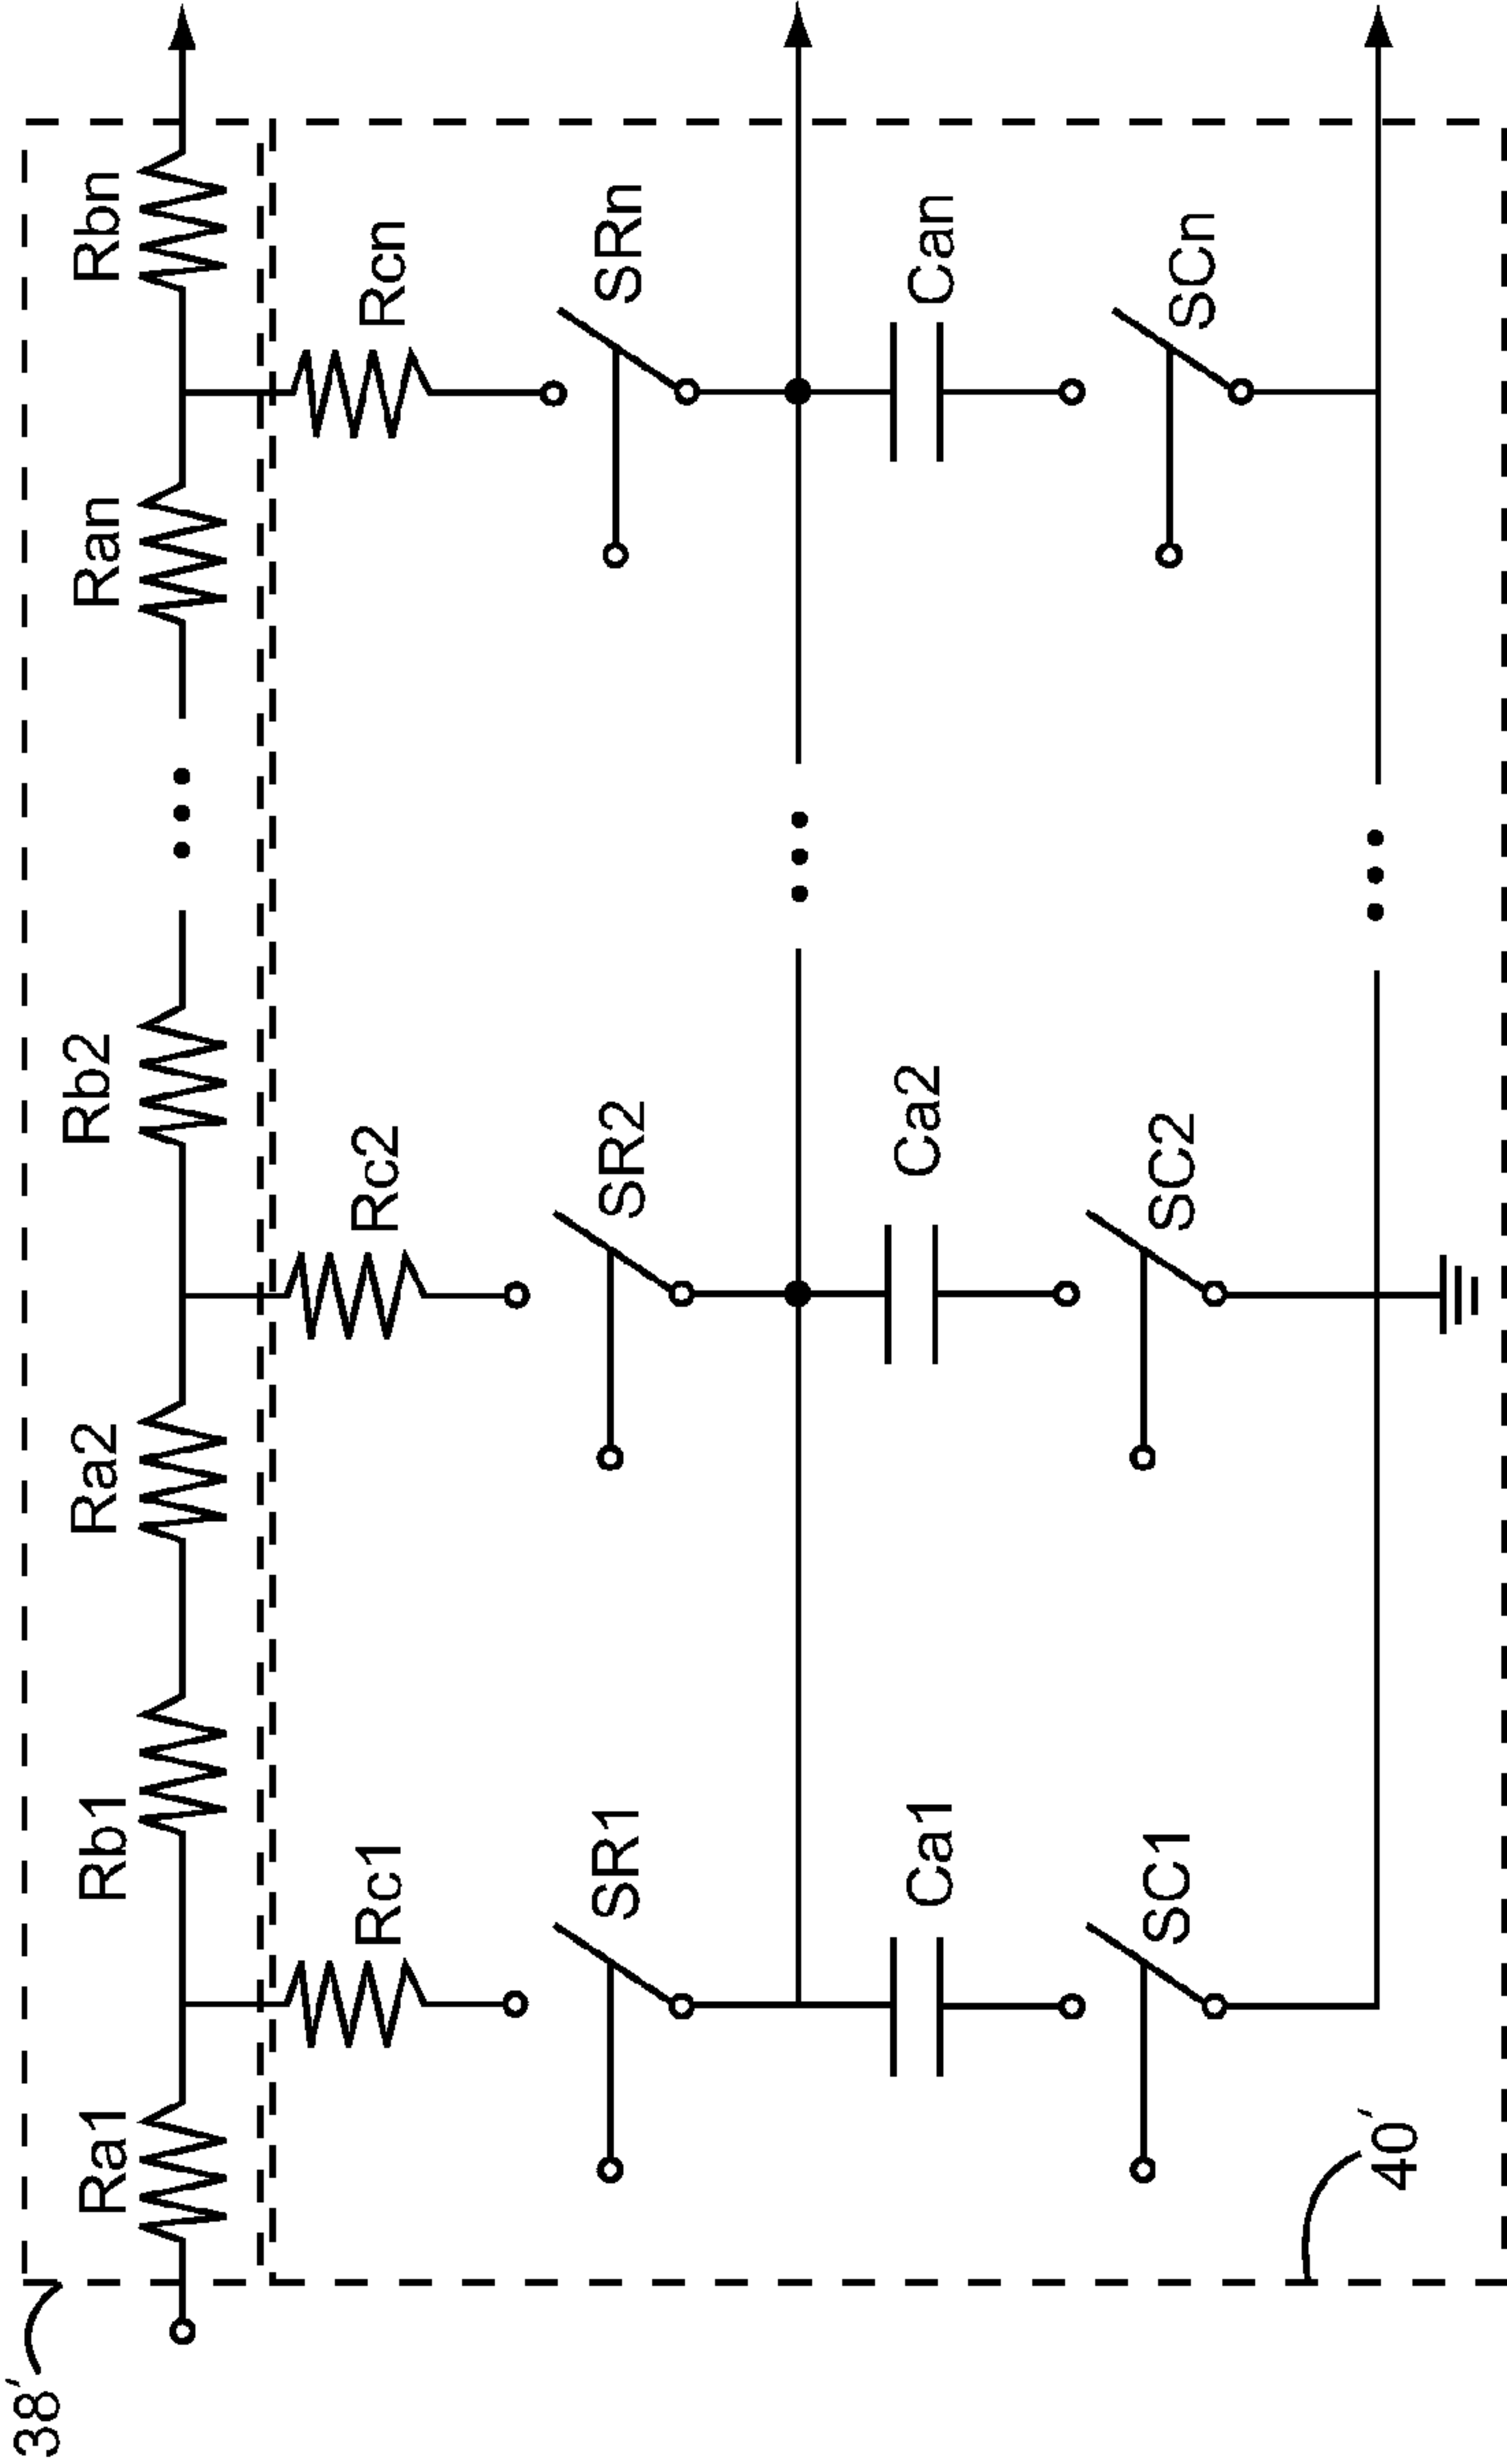 38′
Ra1
Rb1
Ra2
Rb2
Ran
Rbn
Rc1
Rc2
Rcn
SR1
SR2
SRn
Ca1
Ca2
Can
SC1
SC2
SCn
40′